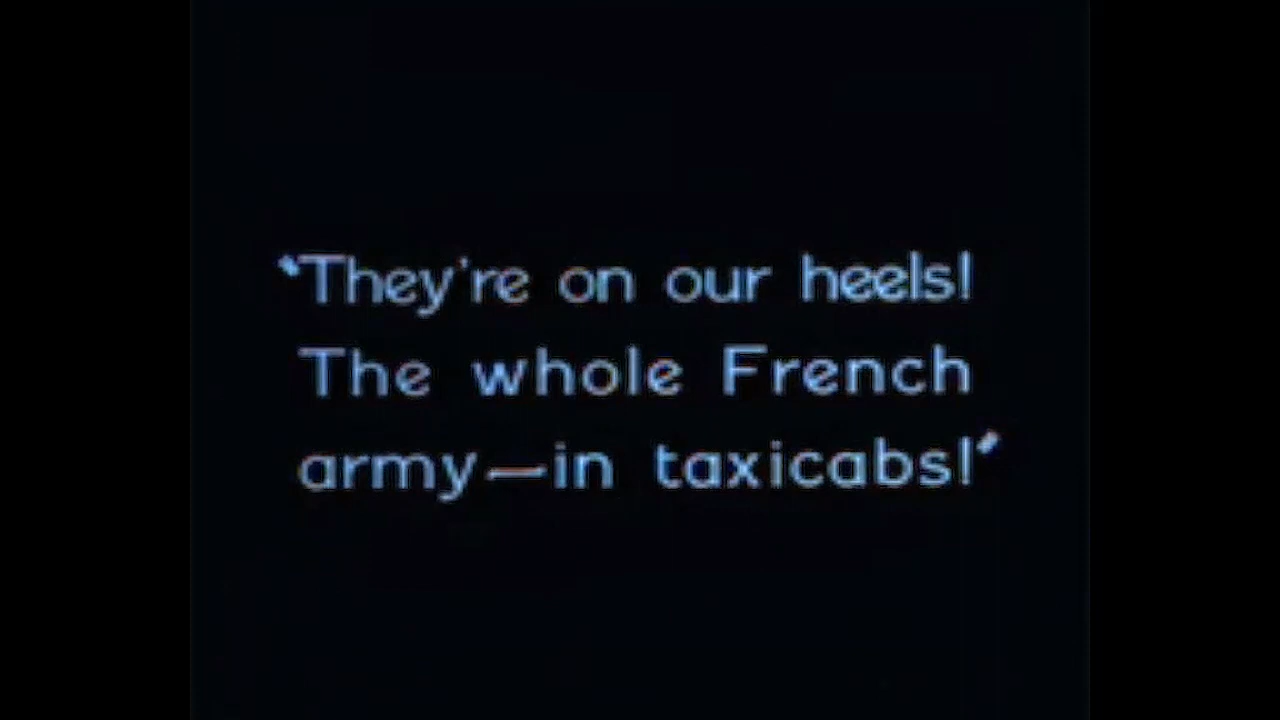 "They're on our heels!
The whole French
army—in taxicabs!"